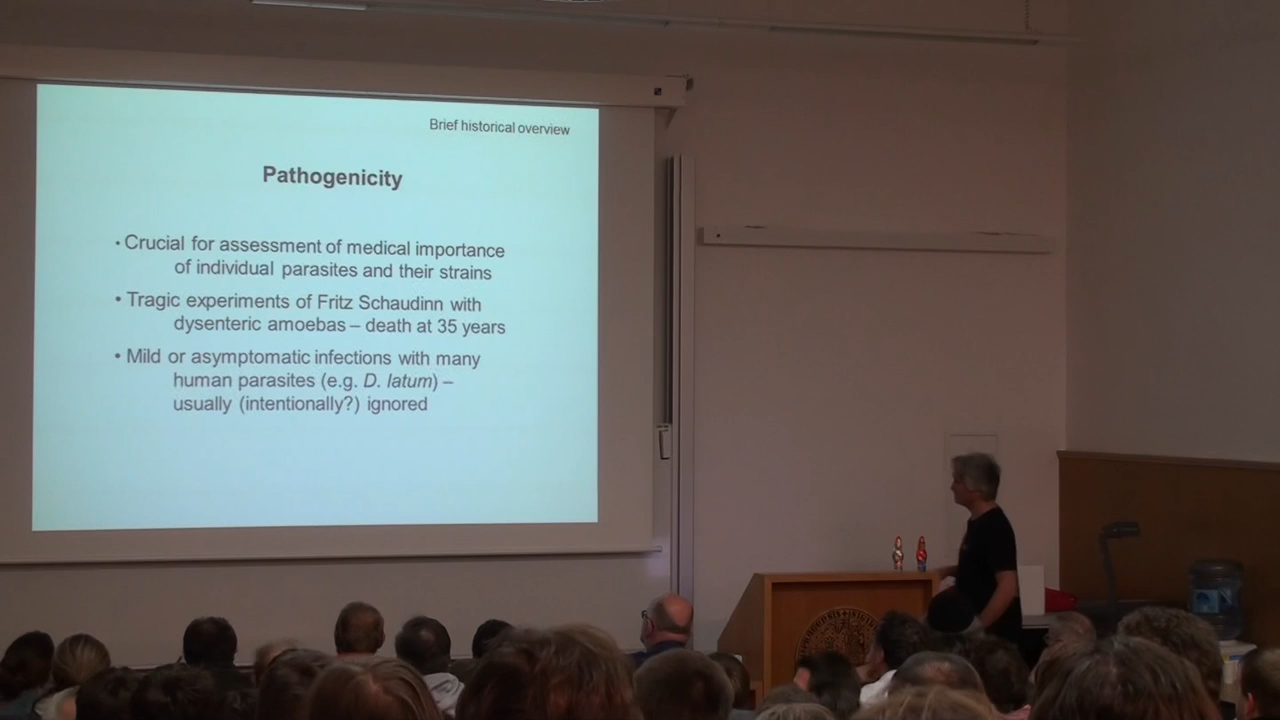 Brief historical overview
Pathogenicity
• Crucial for assessment of medical importance
of individual parasites and their strains
• Tragic experiments of Fritz Schaudinn with
dysenteric amoebas – death at 35 years
• Mild or asymptomatic infections with many
human parasites (e.g. D. latum) –
usually (intentionally?) ignored